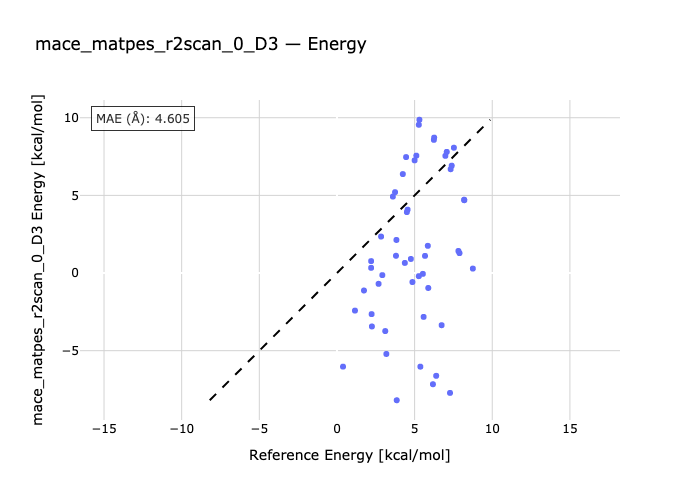 mace_matpes_r2scan_0_D3 — Energy
MAE (Å): 4.605
mace_matpes_r2scan_0_D3 Energy [kcal/mol]
10
5
0
−5
−15
−10
−5
0
5
10
15
Reference Energy [kcal/mol]